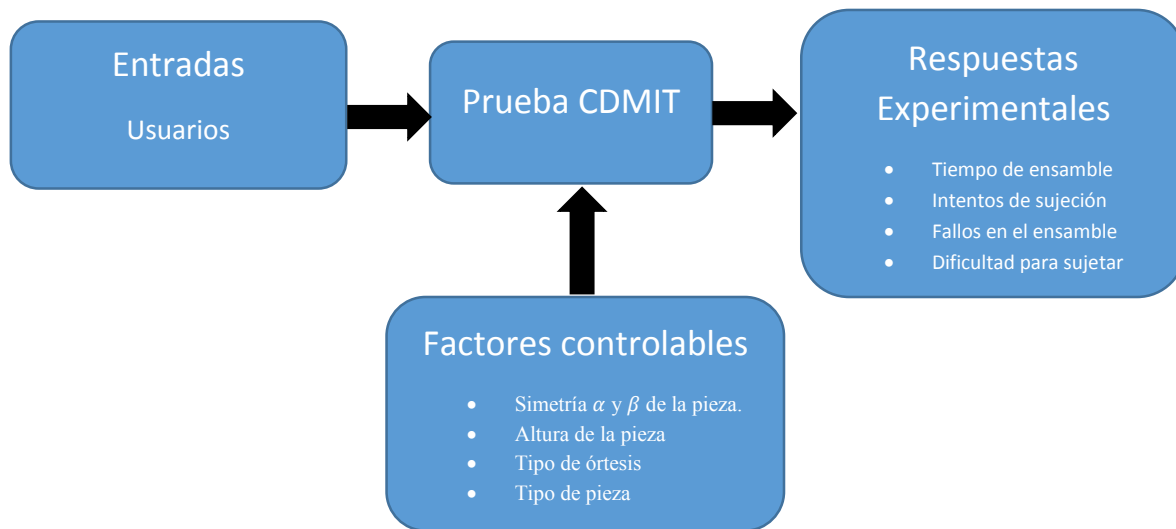 Entradas
Usuarios
Prueba CDMIT
Respuestas
Experimentales
• Tiempo de ensamble
• Intentos de sujeción
• Fallos en el ensamble
• Dificultad para sujetar
Factores controlables
• Simetría α y β de la pieza.
• Altura de la pieza
• Tipo de órtesis
• Tipo de pieza